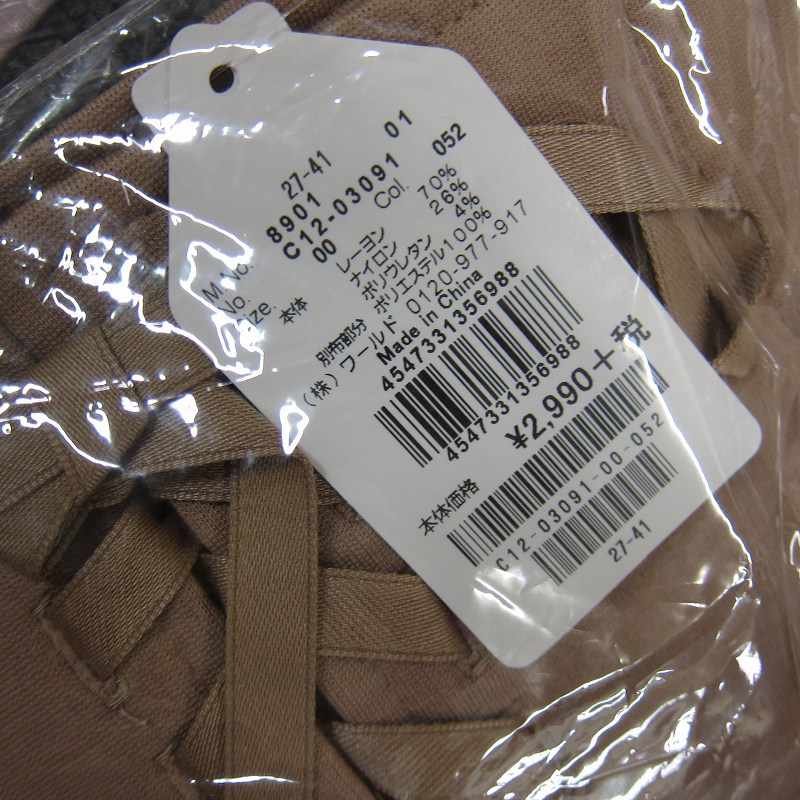 27-41
M.No. 8901 01
No. C12-03091 Col. 052
Size. 00
本体 レーヨン 70%
ナイロン 26%
ポリウレタン 4%
別布部分 ポリエステル100%
(株)ワールド 0120-977-917
Made in China
4547331356988
4547331356988
¥2,990+税
本体価格
C12-03091-00-052
27-41